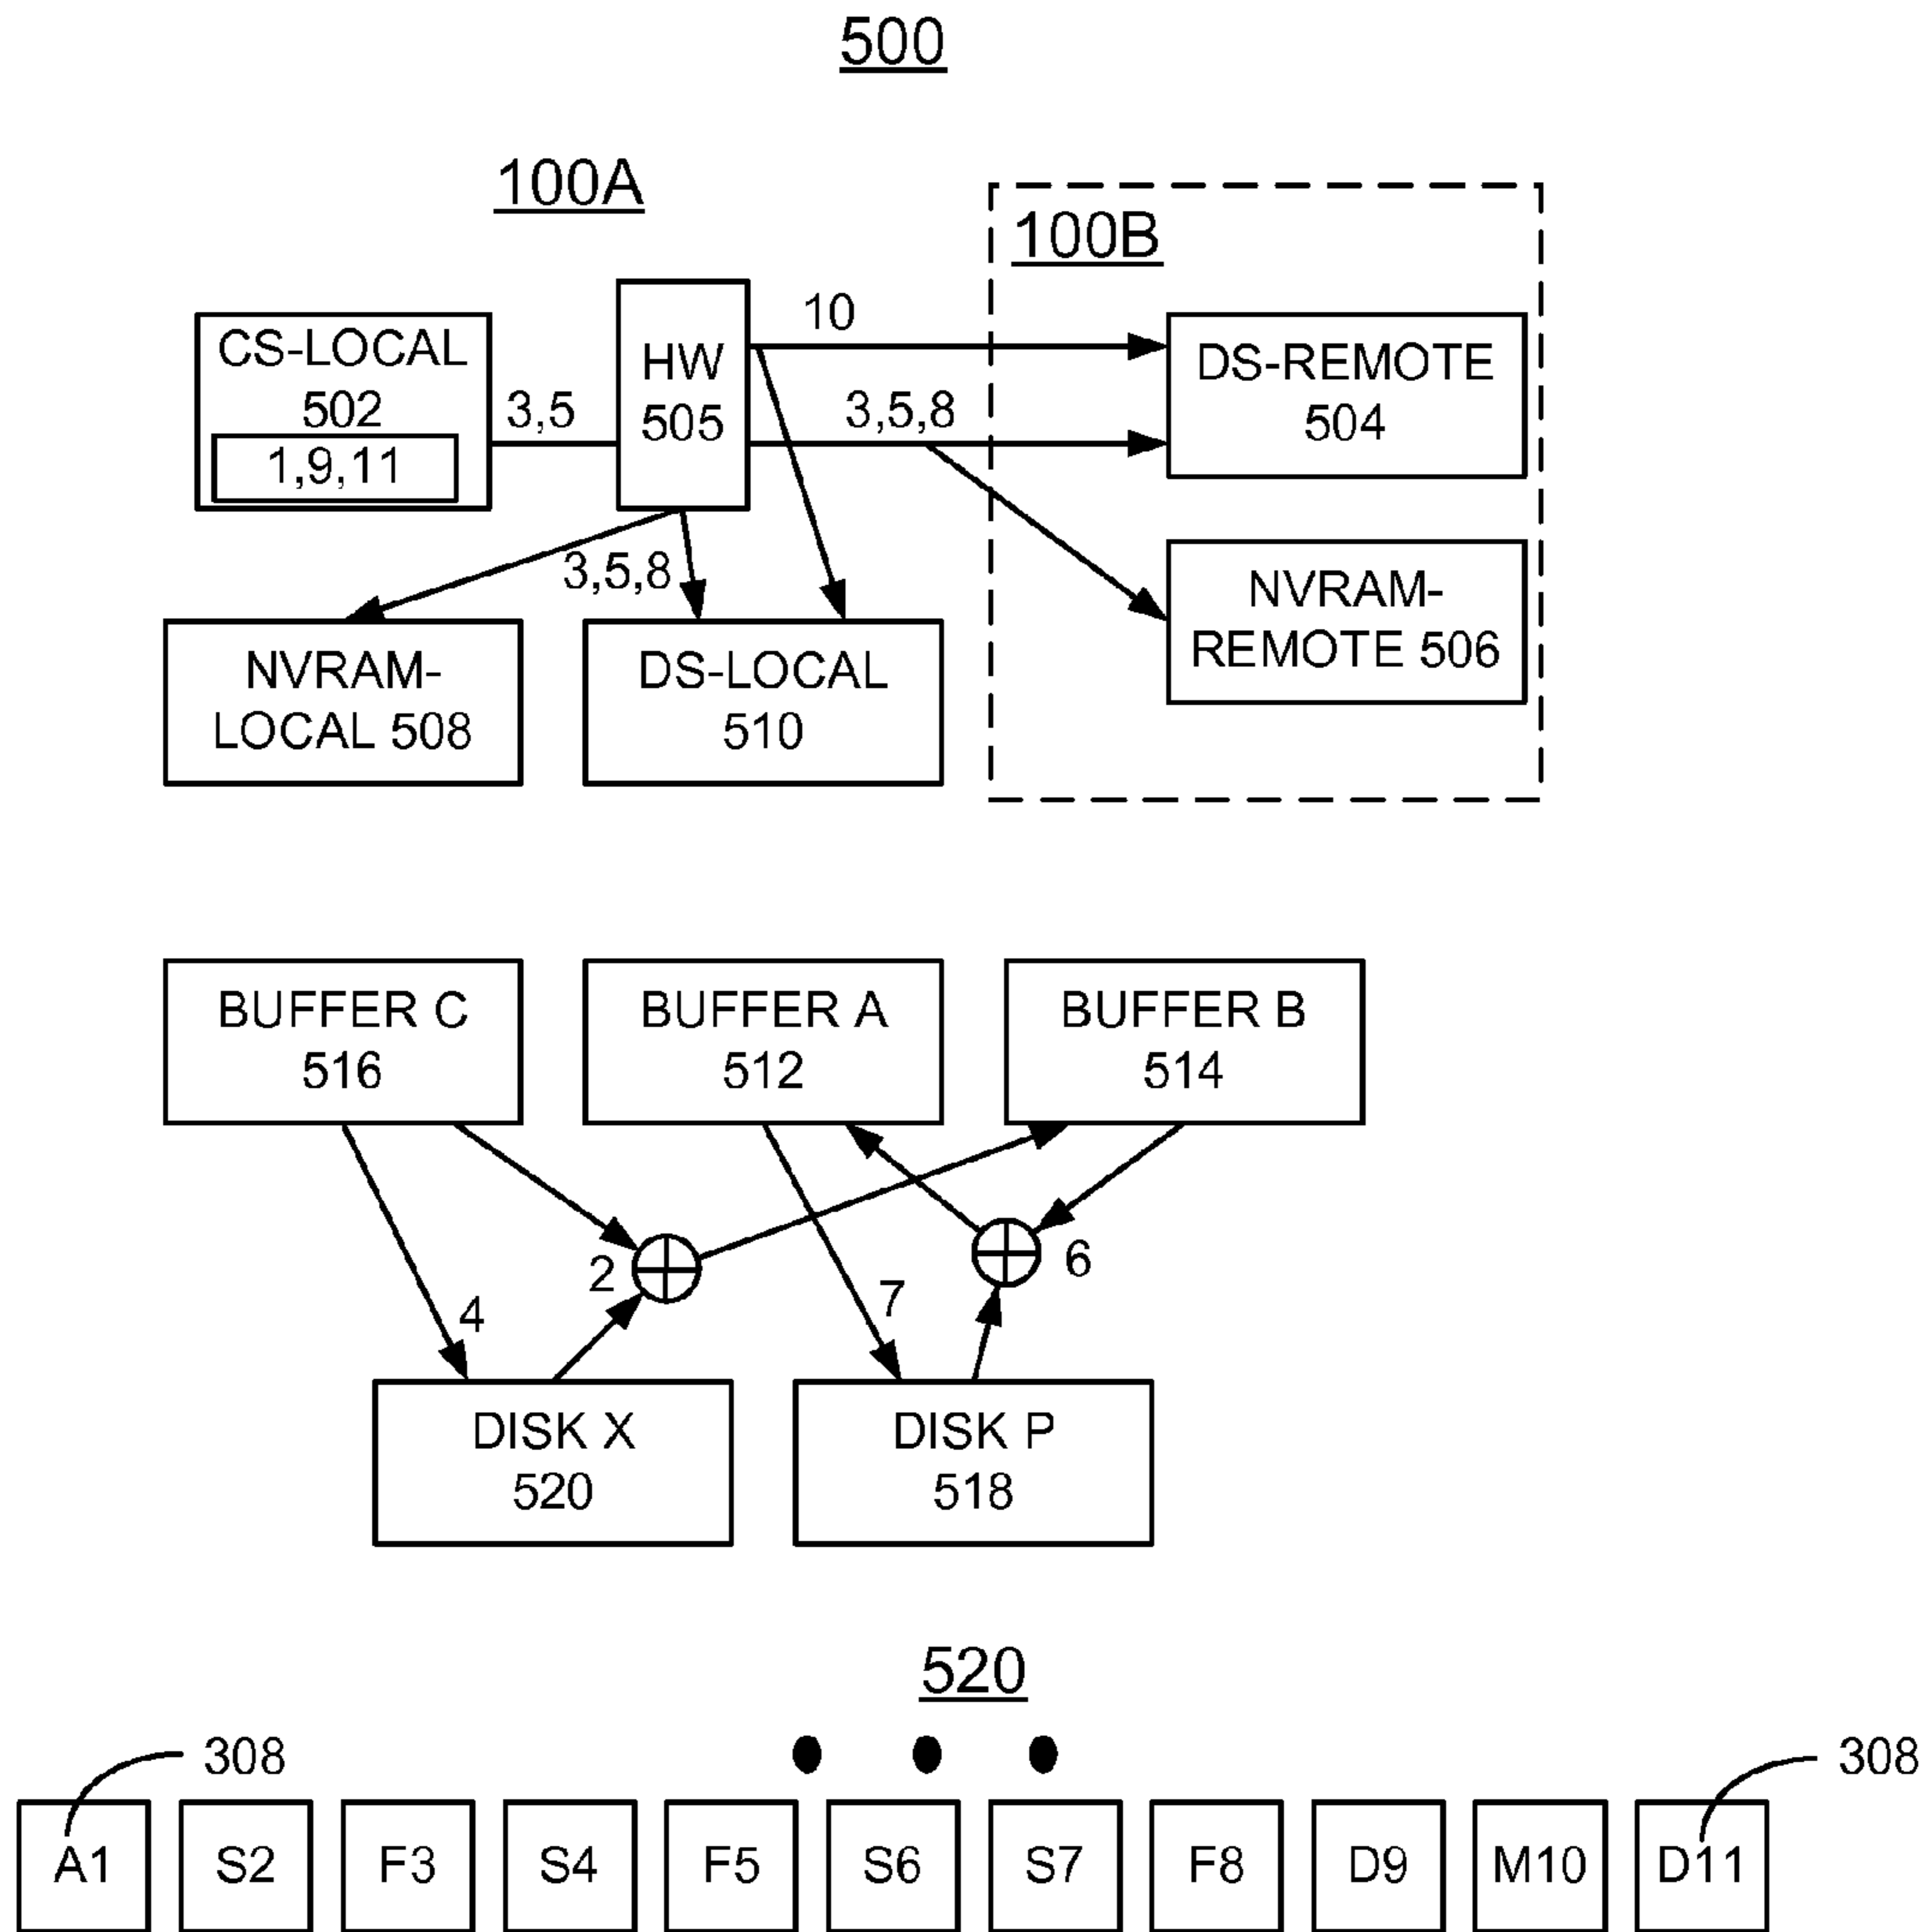 500
100A
100B
CS-LOCAL
502
1,9,11
3,5
HW
505
10
3,5,8
DS-REMOTE
504
NVRAM-
REMOTE 506
3,5,8
NVRAM-
LOCAL 508
DS-LOCAL
510
BUFFER C
516
BUFFER A
512
BUFFER B
514
2
6
4
7
DISK X
520
DISK P
518
520
308
308
A1
S2
F3
S4
F5
S6
S7
F8
D9
M10
D11